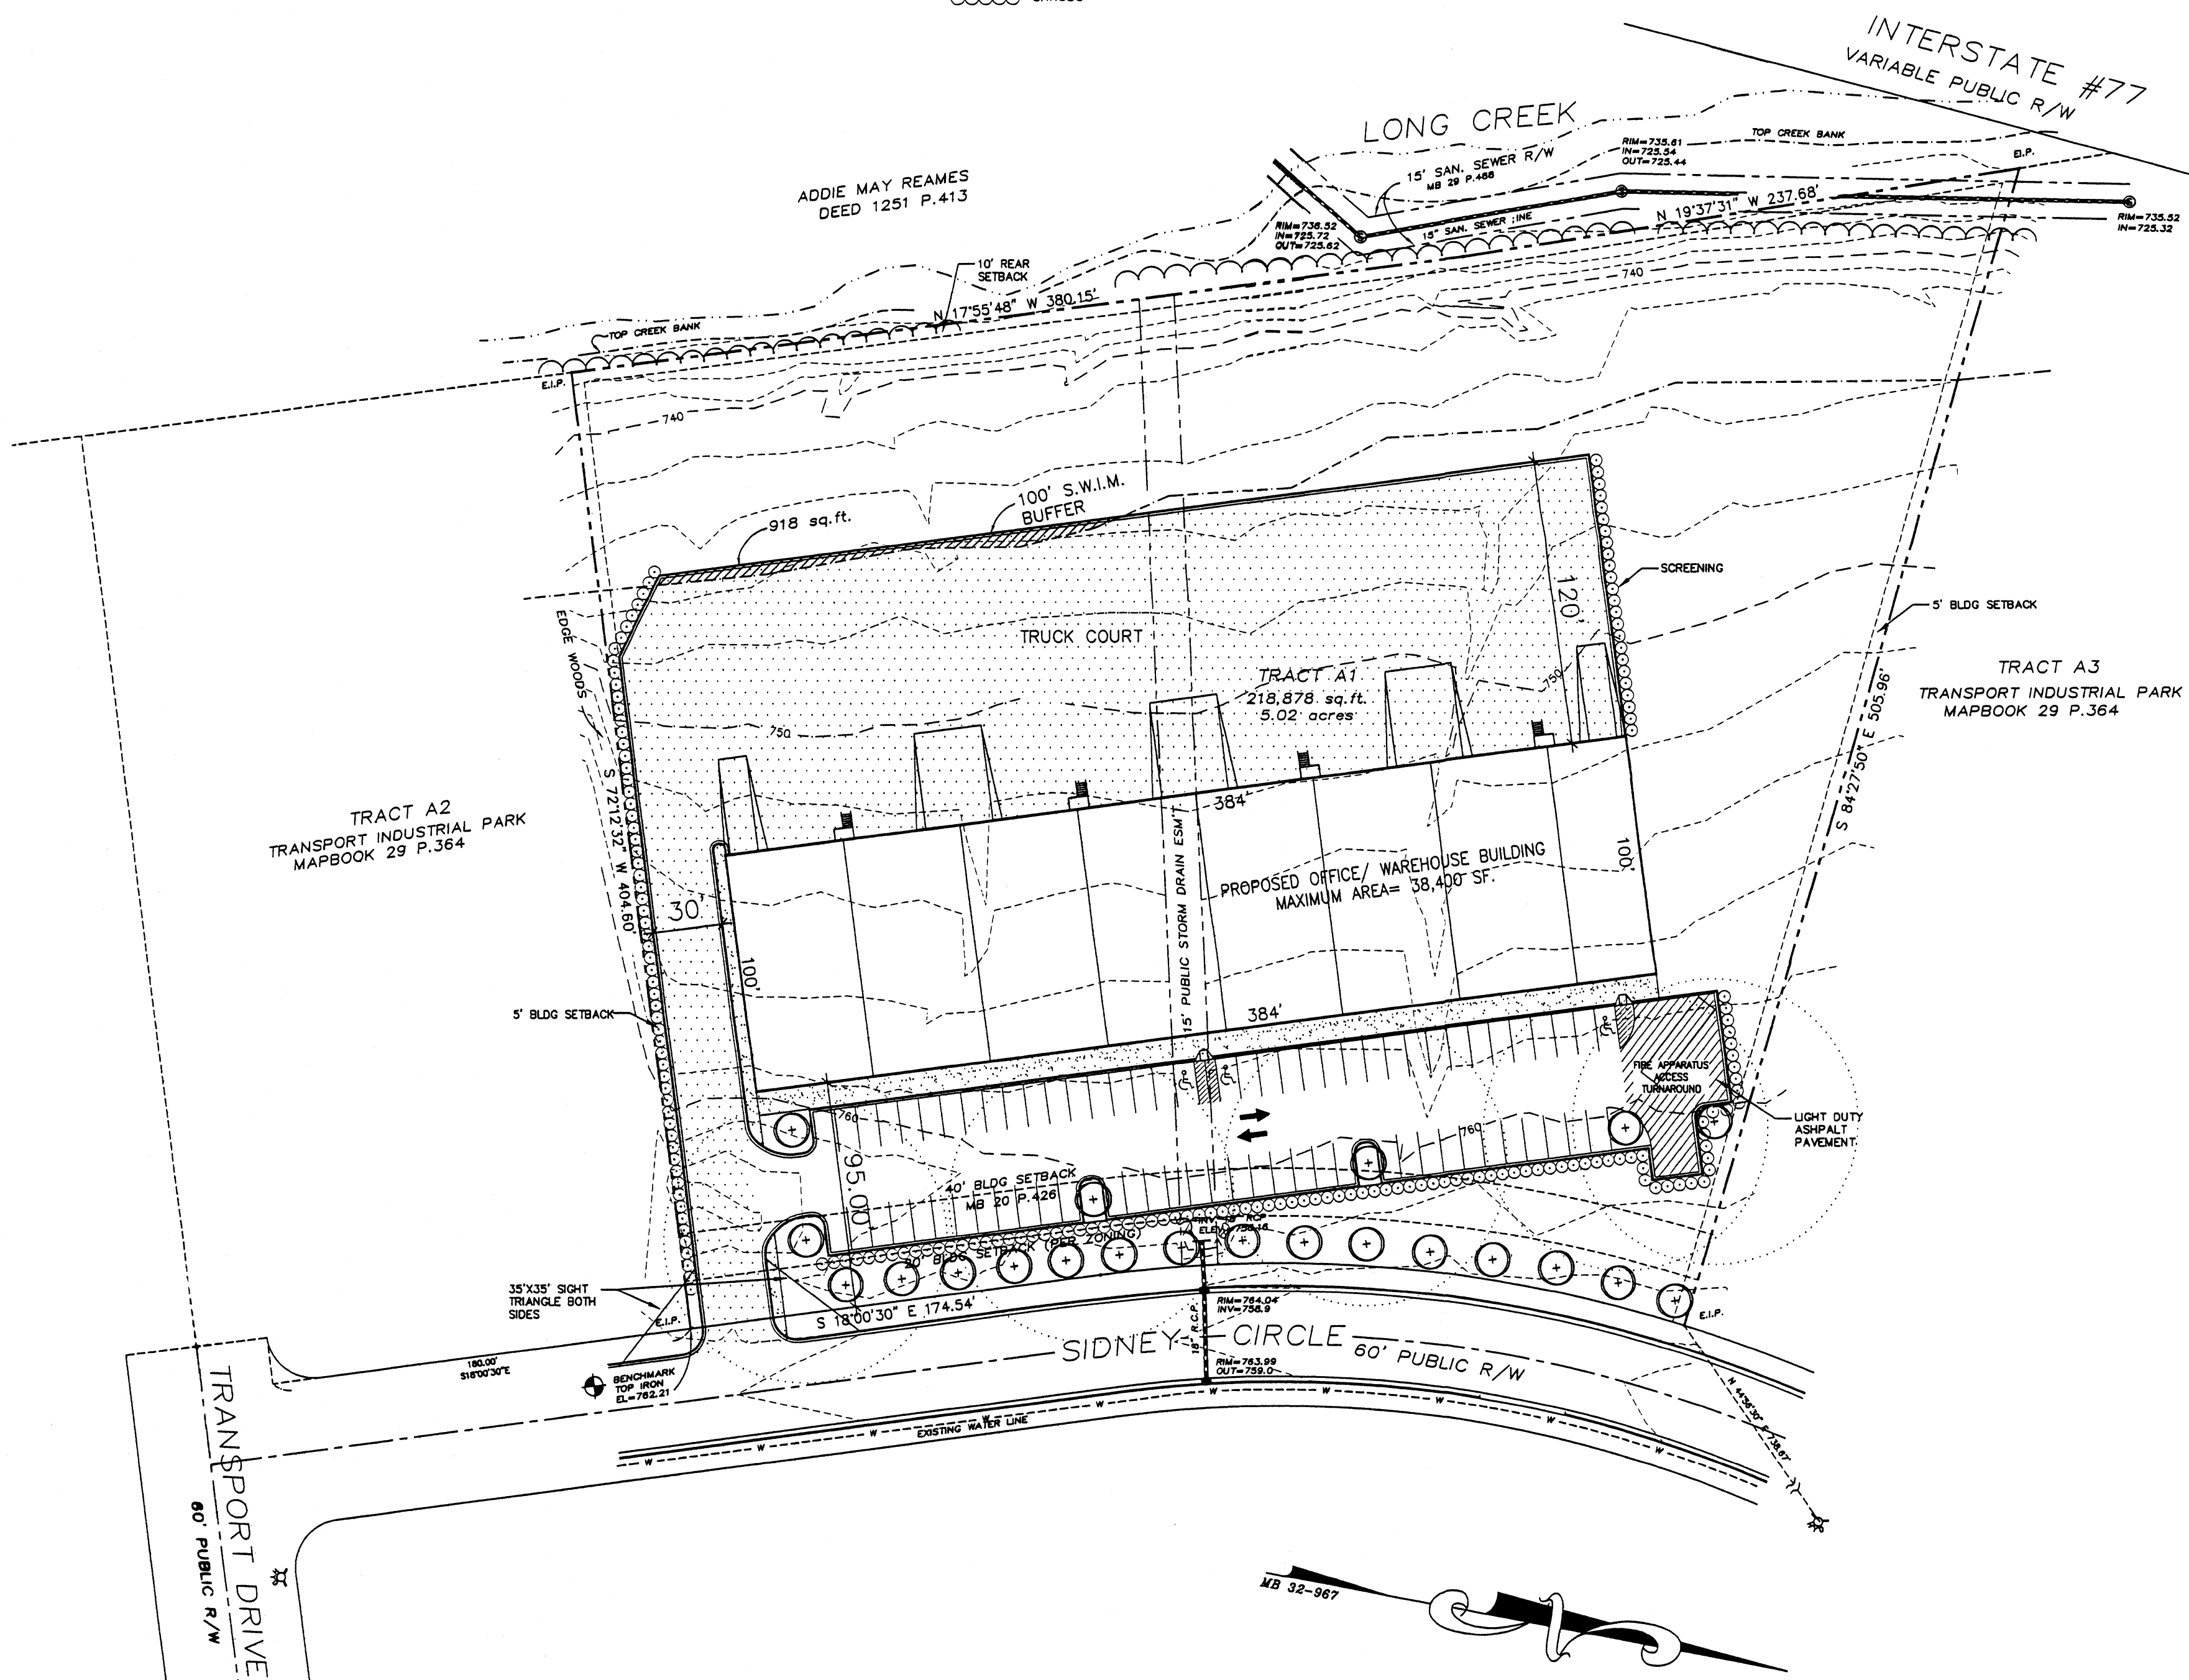 INTERSTATE #77
VARIABLE PUBLIC R/W
LONG CREEK
TOP CREEK BANK
RIM=735.61
IN=725.54
OUT=725.44
E.I.P.
15' SAN. SEWER R/W
MB 29 P.466
ADDIE MAY REAMES
DEED 1251 P.413
N 19°37'31" W 237.68'
RIM=735.52
IN=725.32
RIM=736.52
IN=725.72
OUT=725.62
15" SAN. SEWER
10' REAR
SETBACK
740
N 17°55'48" W 380.15'
TOP CREEK BANK
E.I.P.
740
100' S.W.I.M.
BUFFER
918 sq.ft.
SCREENING
120'
5' BLDG SETBACK
EDGE WOODS
TRUCK COURT
TRACT A1
218,878 sq.ft.
5.02 acres
750
750
TRACT A3
TRANSPORT INDUSTRIAL PARK
MAPBOOK 29 P.364
S 84°27'50" E 505.96'
TRACT A2
TRANSPORT INDUSTRIAL PARK
MAPBOOK 29 P.364
S 72°12'32" W 404.60'
384'
PROPOSED OFFICE/ WAREHOUSE BUILDING
MAXIMUM AREA= 38,400 SF.
100'
30'
100'
15' PUBLIC STORM DRAIN ESM'T
5' BLDG SETBACK
384'
FIRE APPARATUS
ACCESS
TURNAROUND
LIGHT DUTY
ASHPALT
PAVEMENT
760
760
95.00'
40' BLDG SETBACK
MB 20 P.426
20' BLDG SETBACK (PER ZONING)
35'X35' SIGHT
TRIANGLE BOTH
SIDES
E.I.P.
S 18°00'30" E 174.54'
RIM=764.04
INV=758.9
E.I.P.
SIDNEY CIRCLE 60' PUBLIC R/W
18" R.C.P.
RIM=763.99
OUT=759.0
180.00'
S18°00'30"E
BENCHMARK
TOP IRON
EL=762.21
W W W W W W W W W
EXISTING WATER LINE
TRANSPORT DRIVE
60' PUBLIC R/W
MB 32-967